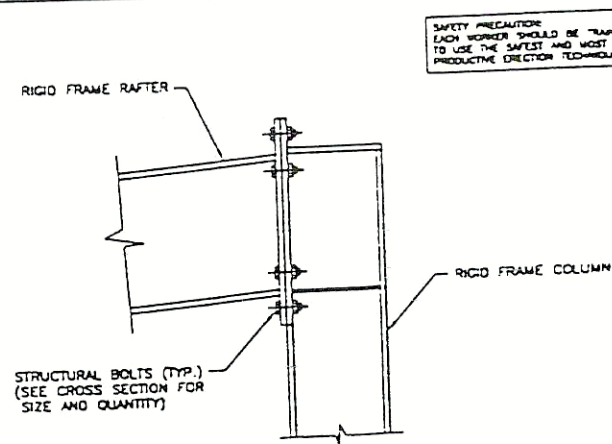 SAFETY PRECAUTION:
EACH WORKER SHOULD BE
TO USE THE SAFEST AND MOST
PRODUCTIVE ERECTION
RIGID FRAME RAFTER
RIGID FRAME COLUMN
STRUCTURAL BOLTS (TYP.)
(SEE CROSS SECTION FOR
SIZE AND QUANTITY)